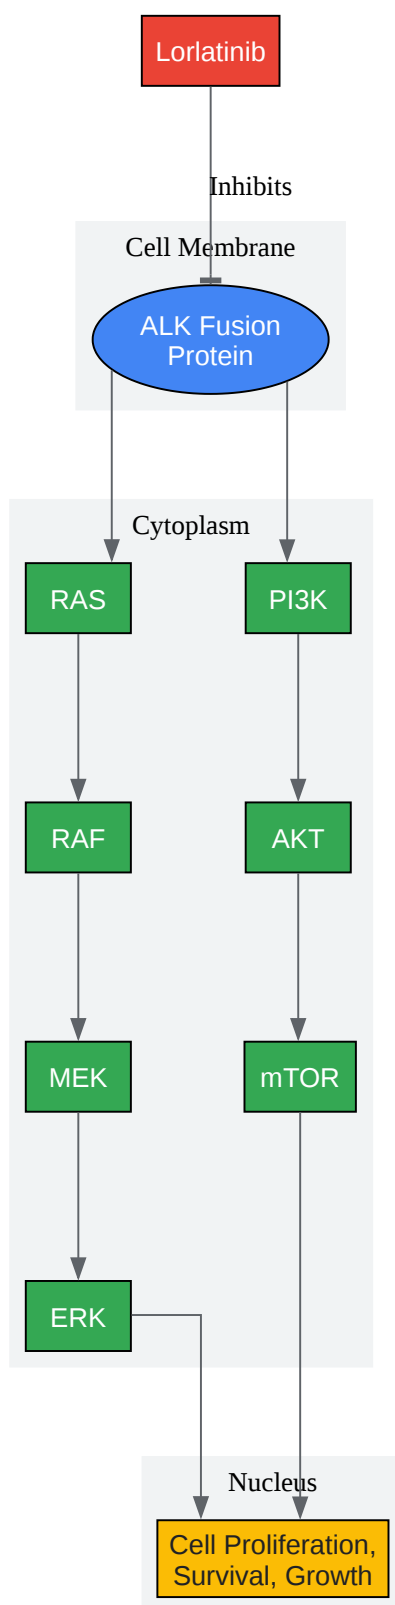 Lorlatinib
Inhibits
Cell Membrane
ALK Fusion
Protein
Cytoplasm
RAS
PI3K
RAF
AKT
MEK
mTOR
ERK
Nucleus
Cell Proliferation,
Survival, Growth